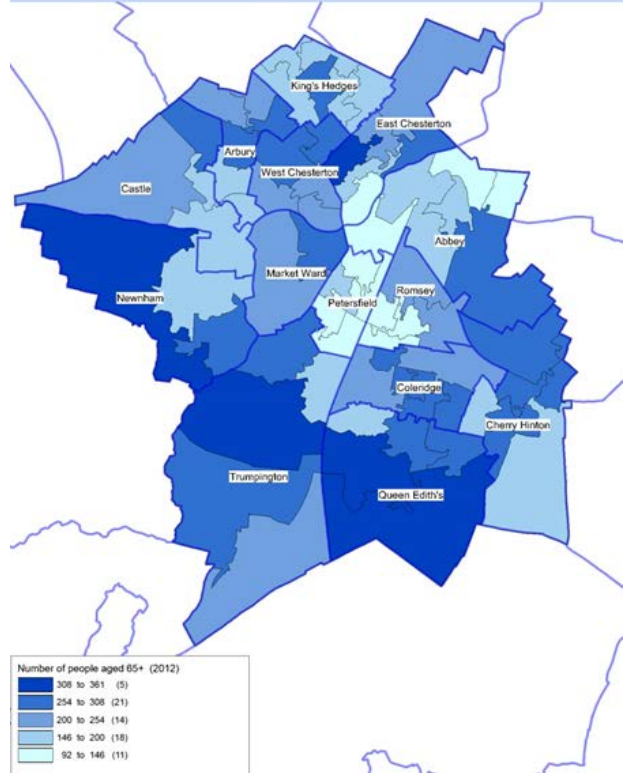 King's Hedges
East Chesterton
Arbury
West Chesterton
Castle
Abbey
Market Ward
Romsey
Newnham
Petersfield
Coleridge
Cherry Hinton
Trumpington
Queen Edith's
Number of people aged 65+ (2012)
308 to 361 (5)
254 to 308 (21)
200 to 254 (14)
146 to 200 (18)
92 to 146 (11)